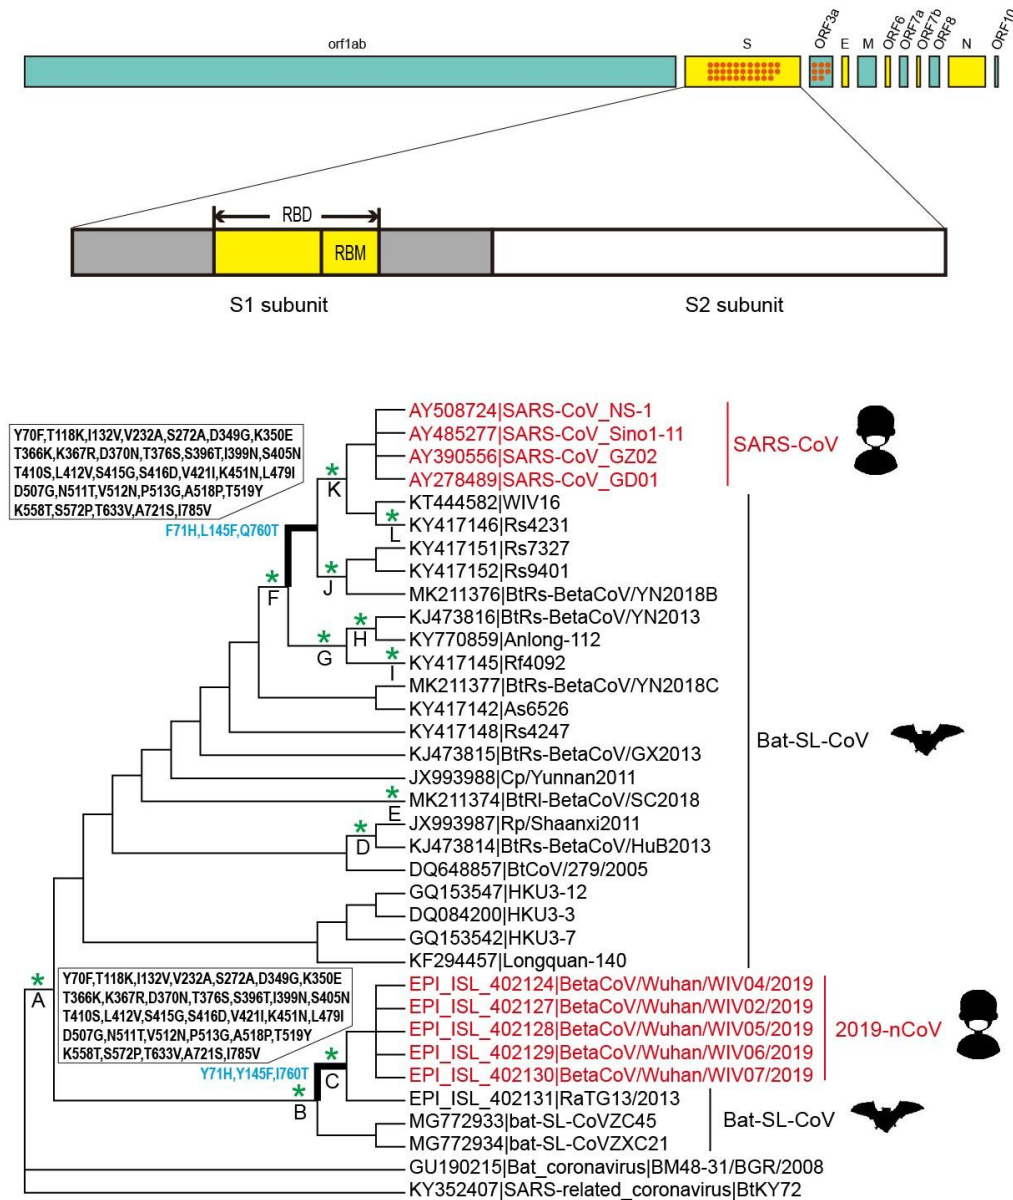 orf1ab
S
ORF3a
E
M
ORF6
ORF7a
ORF7b
ORF8
N
ORF10
RBD
RBM
S1 subunit
S2 subunit
Y70F,T118K,I132V,V232A,S272A,D349G,K350E
T366K,K367R,D370N,T376S,S396T,I399N,S405N
T410S,L412V,S415G,S416D,V421I,K451N,L479I
D507G,N511T,V512N,P513G,A518P,T519Y
K558T,S572P,T633V,A721S,I785V
F71H,L145F,Q760T
AY508724|SARS-CoV_NS-1
AY485277|SARS-CoV_Sino1-11
AY390556|SARS-CoV_GZ02
AY278489|SARS-CoV_GD01
SARS-CoV
* K
KT444582|WIV16
KY417146|Rs4231
* L
KY417151|Rs7327
KY417152|Rs9401
* J
MK211376|BtRs-BetaCoV/YN2018B
* F
KJ473816|BtRs-BetaCoV/YN2013
* H
KY770859|Anlong-112
* G
KY417145|Rf4092
* I
MK211377|BtRs-BetaCoV/YN2018C
KY417142|As6526
KY417148|Rs4247
Bat-SL-CoV
KJ473815|BtRs-BetaCoV/GX2013
JX993988|Cp/Yunnan2011
MK211374|BtRl-BetaCoV/SC2018
* E
JX993987|Rp/Shaanxi2011
* D
KJ473814|BtRs-BetaCoV/HuB2013
DQ648857|BtCoV/279/2005
GQ153547|HKU3-12
DQ084200|HKU3-3
GQ153542|HKU3-7
KF294457|Longquan-140
* A
Y70F,T118K,I132V,V232A,S272A,D349G,K350E
T366K,K367R,D370N,T376S,S396T,I399N,S405N
T410S,L412V,S415G,S416D,V421I,K451N,L479I
D507G,N511T,V512N,P513G,A518P,T519Y
K558T,S572P,T633V,A721S,I785V
Y71H,Y145F,I760T
EPI_ISL_402124|BetaCoV/Wuhan/WIV04/2019
EPI_ISL_402127|BetaCoV/Wuhan/WIV02/2019
EPI_ISL_402128|BetaCoV/Wuhan/WIV05/2019
EPI_ISL_402129|BetaCoV/Wuhan/WIV06/2019
EPI_ISL_402130|BetaCoV/Wuhan/WIV07/2019
2019-nCoV
* C
* B
EPI_ISL_402131|RaTG13/2013
MG772933|bat-SL-CoVZC45
MG772934|bat-SL-CoVZXC21
Bat-SL-CoV
GU190215|Bat_coronavirus|BM48-31/BGR/2008
KY352407|SARS-related_coronavirus|BtKY72